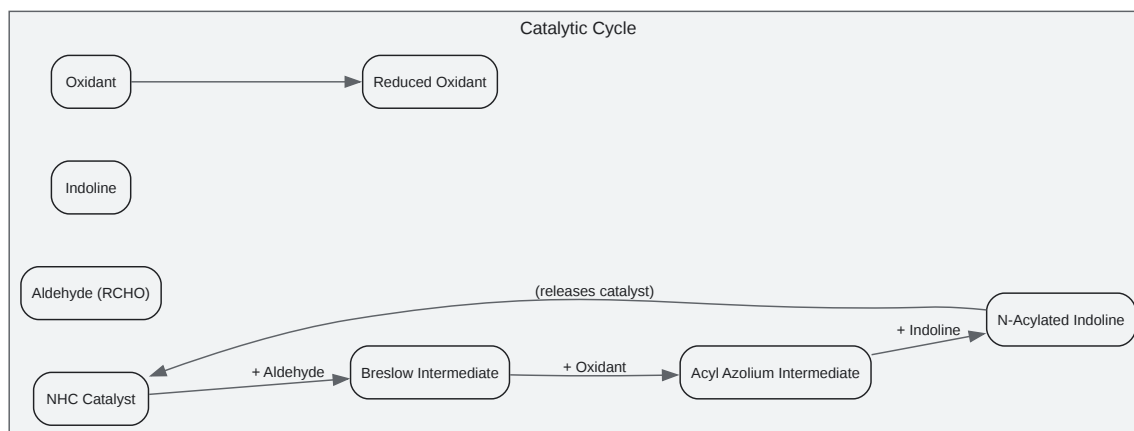 Catalytic Cycle
Oxidant
Reduced Oxidant
Indoline
Aldehyde (RCHO)
(releases catalyst)
N-Acylated Indoline
+ Indoline
+ Aldehyde
Breslow Intermediate
+ Oxidant
Acyl Azolium Intermediate
NHC Catalyst